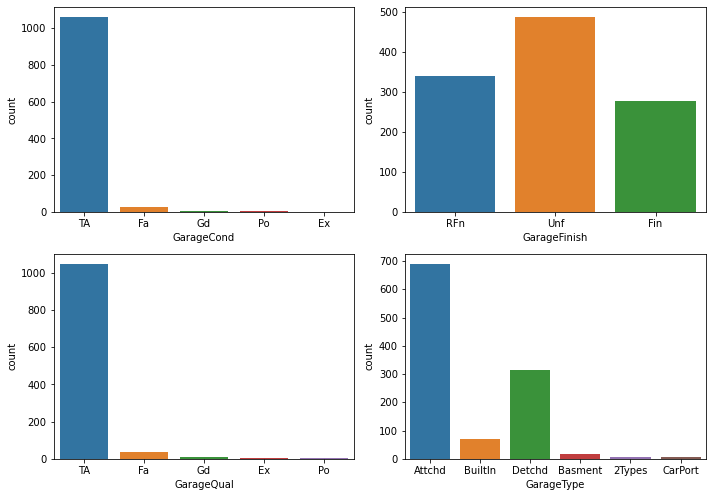 count
1000
800
600
400
200
0
TA Fa Gd Po Ex
GarageCond
count
500
400
300
200
100
0
RFn Unf Fin
GarageFinish
count
1000
800
600
400
200
0
TA Fa Gd Ex Po
GarageQual
count
700
600
500
400
300
200
100
0
Attchd BuiltIn Detchd Basment 2Types CarPort
GarageType